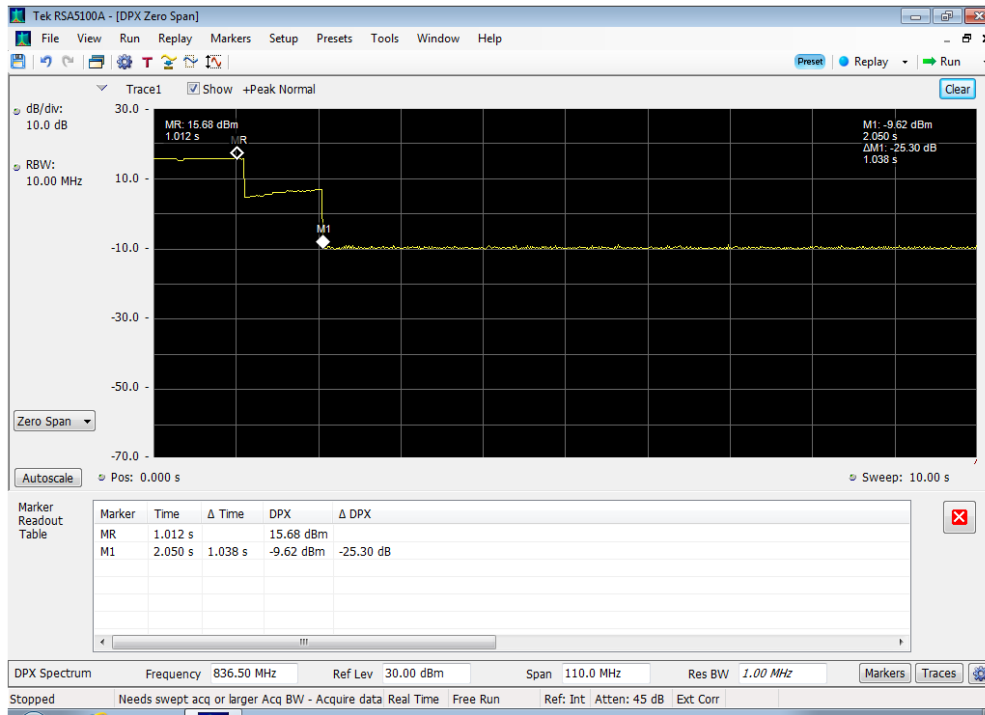 Tek RSA5100A - [DPX Zero Span]
File View Run Replay Markers Setup Presets Tools Window Help
T Preset Replay Run
Trace1 Show +Peak Normal Clear
dB/div:
10.0 dB
RBW:
10.00 MHz
30.0 -
10.0 -
-10.0 -
-30.0 -
-50.0 -
-70.0 -
MR: 15.68 dBm
1.012 s
MR
M1
M1: -9.62 dBm
2.050 s
ΔM1: -25.30 dB
1.038 s
Zero Span
Autoscale Pos: 0.000 s Sweep: 10.00 s
Marker
Readout
Table
Marker Time Δ Time DPX Δ DPX
MR 1.012 s 15.68 dBm
M1 2.050 s 1.038 s -9.62 dBm -25.30 dB
DPX Spectrum Frequency 836.50 MHz Ref Lev 30.00 dBm Span 110.0 MHz Res BW 1.00 MHz Markers Traces
Stopped Needs swept acq or larger Acq BW - Acquire data Real Time Free Run Ref: Int Atten: 45 dB Ext Corr